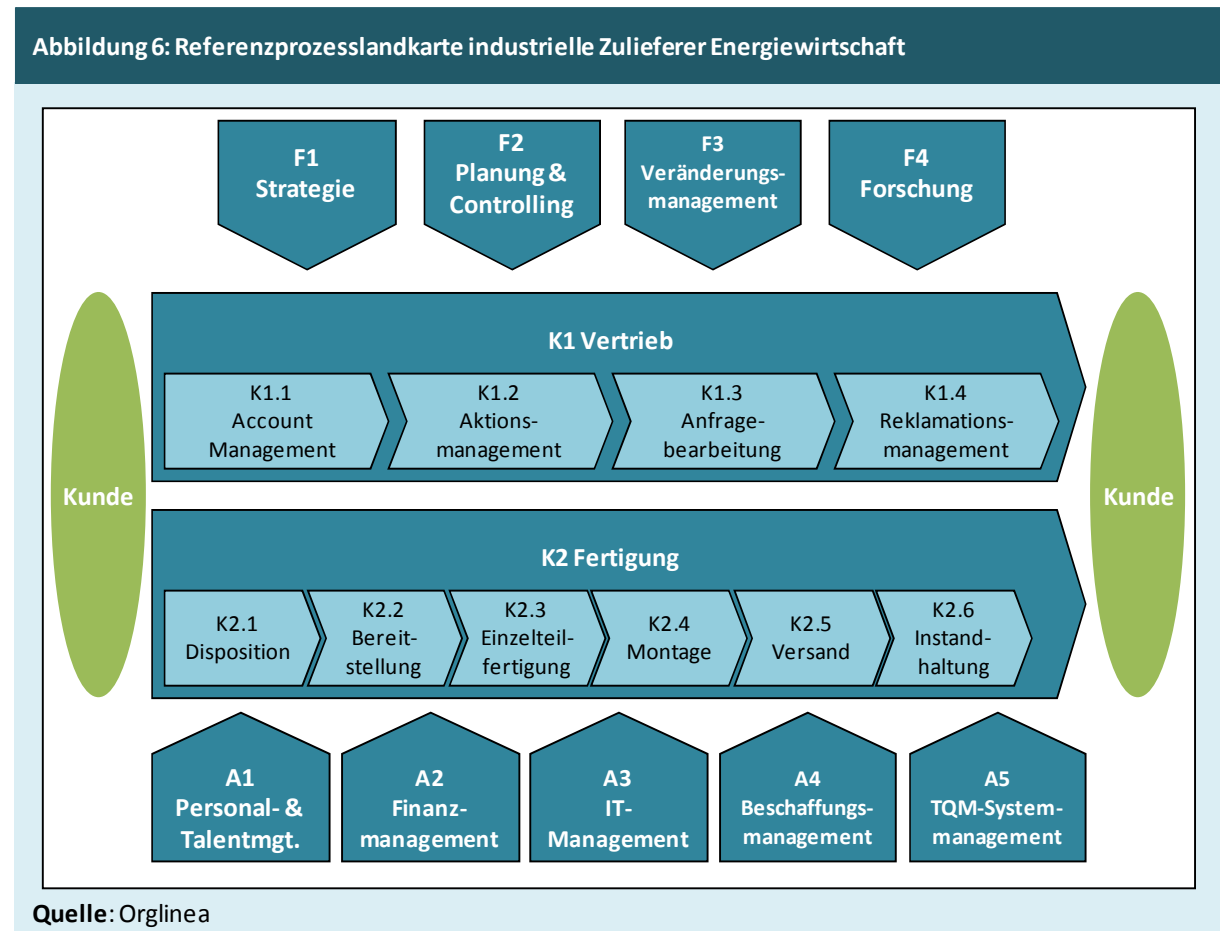 Abbildung 6: Referenzprozesslandkarte industrielle Zulieferer Energiewirtschaft
F1
Strategie
F2
Planung &
Controlling
F3
Veränderungs-
management
F4
Forschung
Kunde
K1 Vertrieb
K1.1
Account
Management
K1.2
Aktions-
management
K1.3
Anfrage-
bearbeitung
K1.4
Reklamations-
management
Kunde
K2 Fertigung
K2.1
Disposition
K2.2
Bereit-
stellung
K2.3
Einzelteil-
fertigung
K2.4
Montage
K2.5
Versand
K2.6
Instand-
haltung
A1
Personal- &
Talentmgt.
A2
Finanz-
management
A3
IT-
Management
A4
Beschaffungs-
management
A5
TQM-System-
management
Quelle: Orglinea